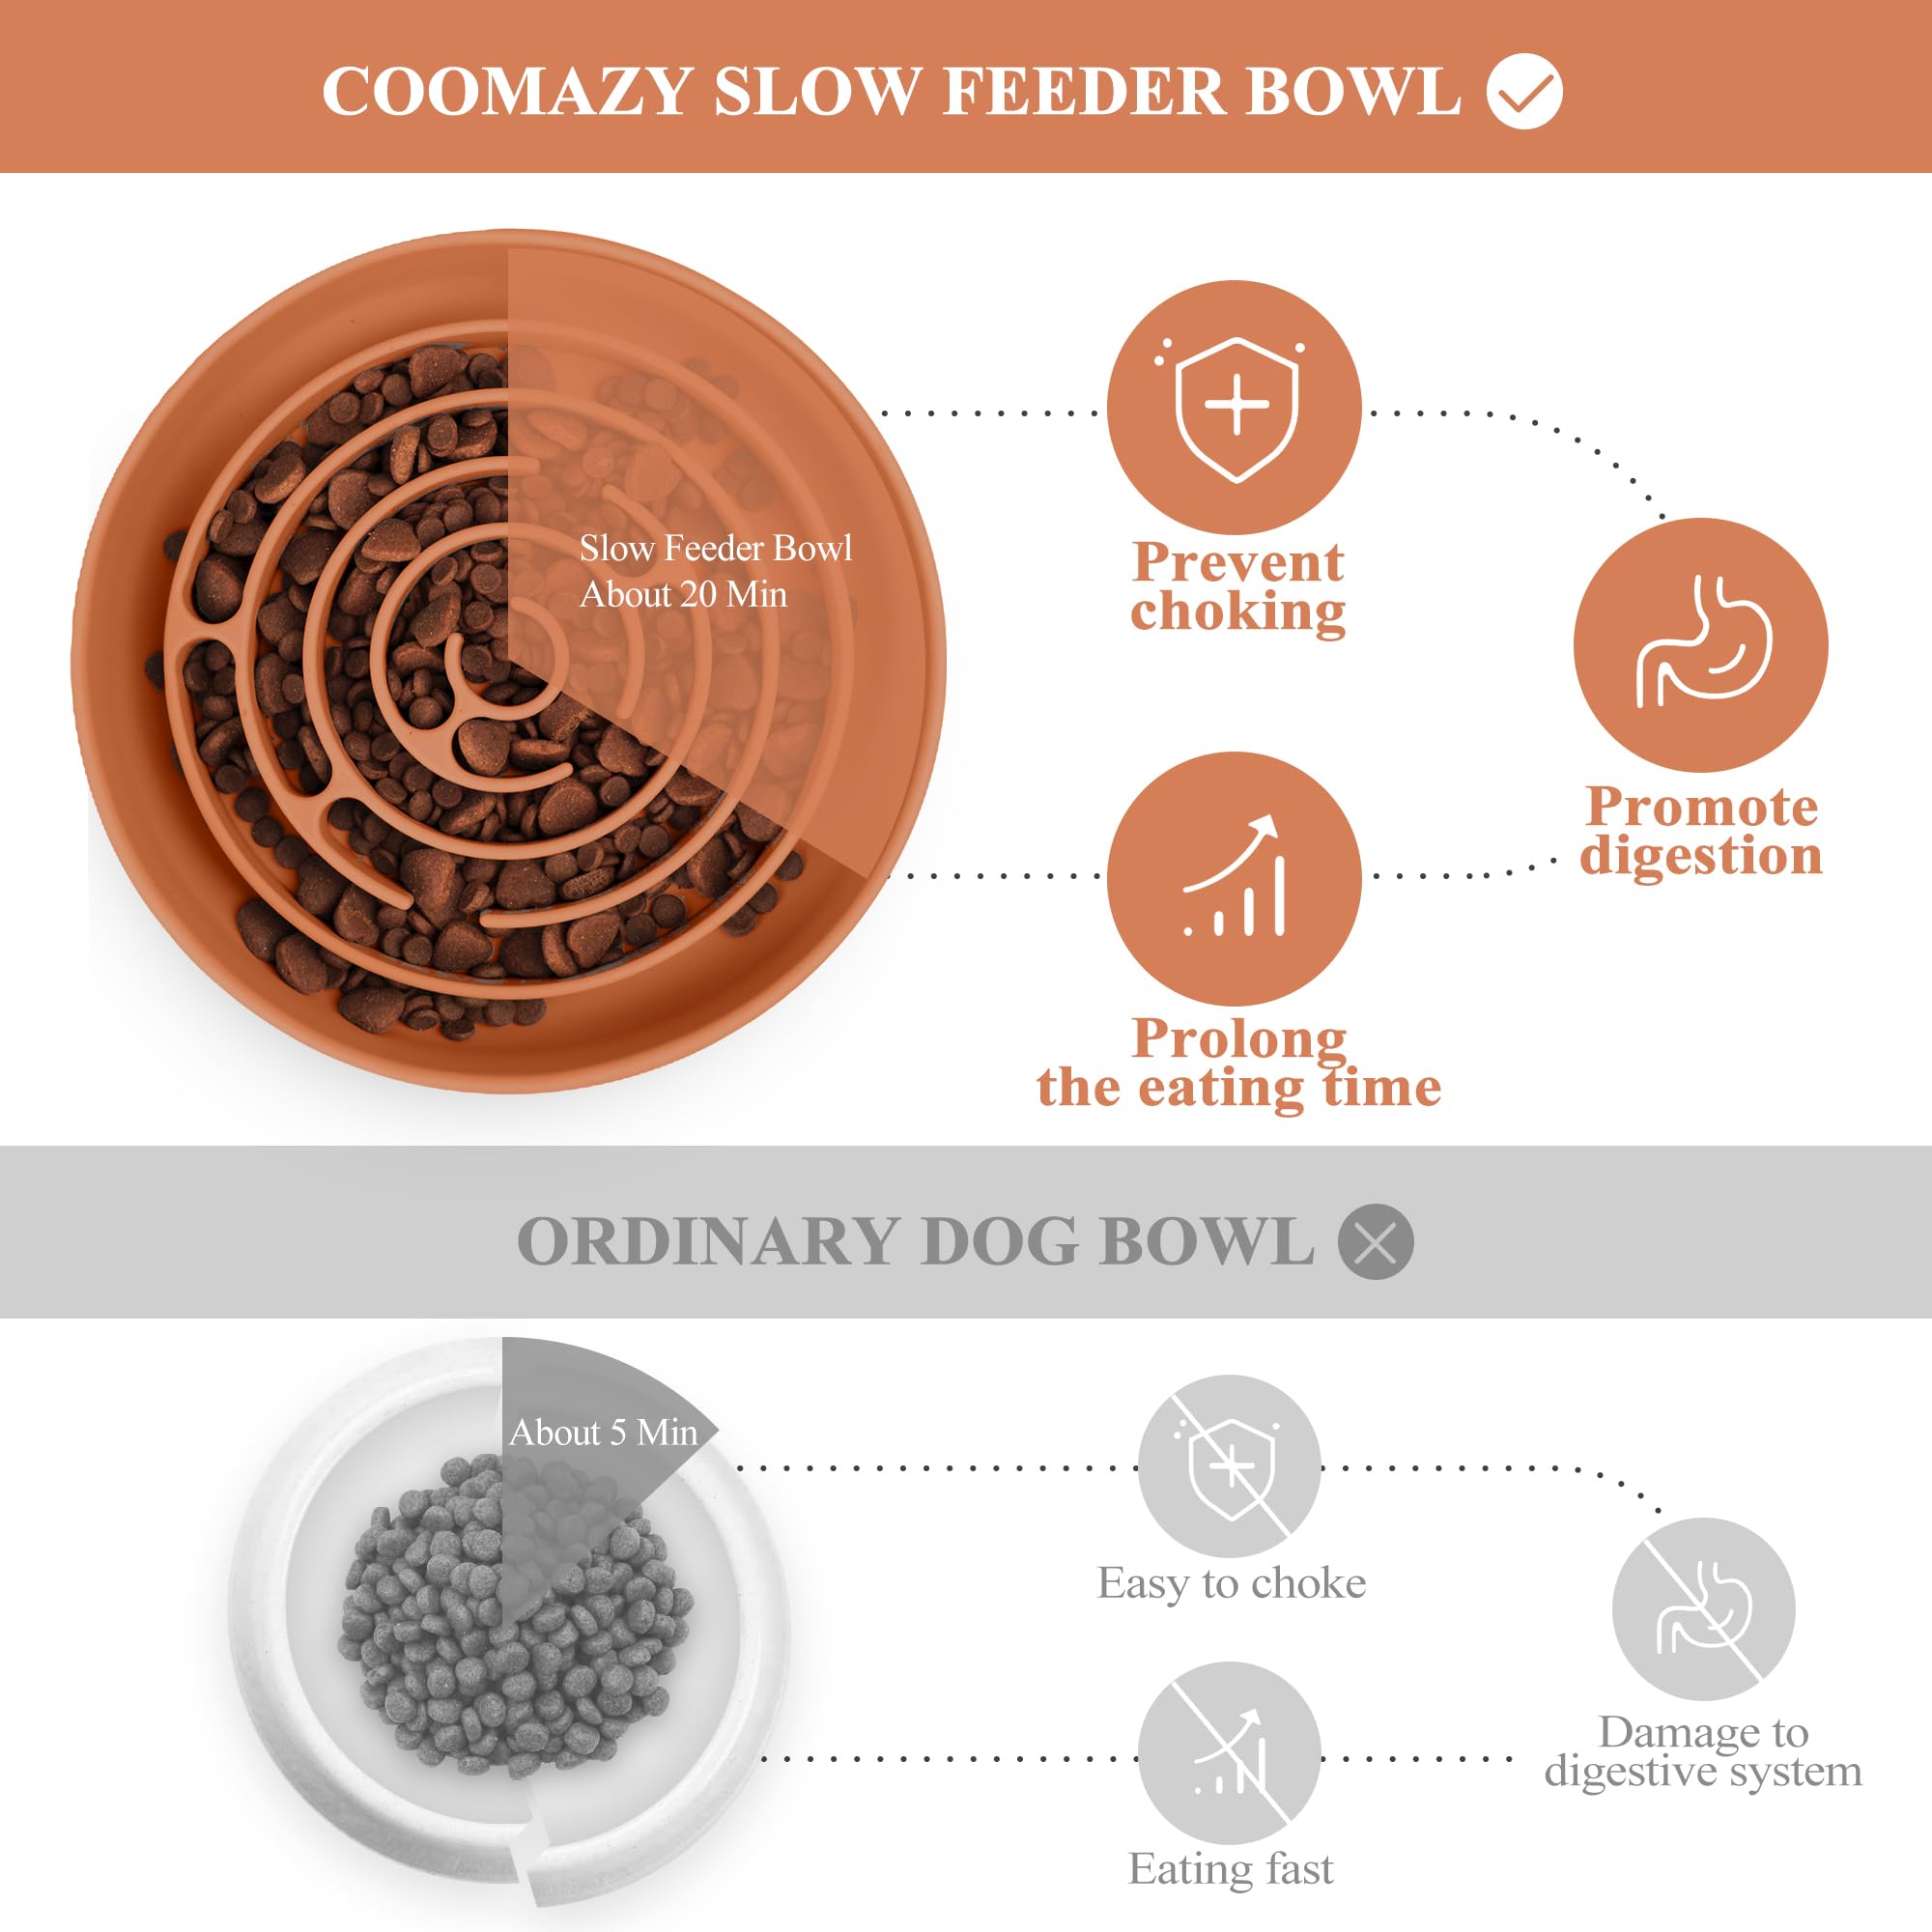 COOMAZY SLOW FEEDER BOWL
Slow Feeder Bowl
About 20 Min
Prevent
choking
Promote
digestion
Prolong
the eating time
ORDINARY DOG BOWL
About 5 Min
Easy to choke
Damage to
digestive system
Eating fast